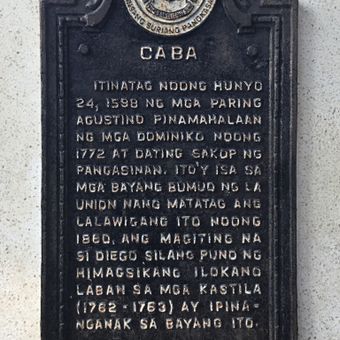 CABA
ITINATAG NOONG HUNYO
24, 1598 NG MGA PARING
AGUSTINO PINAMAHALAAN
NG MGA DOMINIKO NOONG
1772 AT DATING SAKOP NG
PANGASINAN. ITO'Y ISA SA
MGA BAYANG BUMUO NG LA
UNION NANG MATATAG ANG
LALAWIGANG ITO NOONG
1860. ANG MAGITING NA
SI DIEGO SILANG PUNO NG
HIMAGSIKANG ILOKANO
LABAN SA MGA KASTILA
(1762-1763) AY IPINA-
NGANAK SA BAYANG ITO.